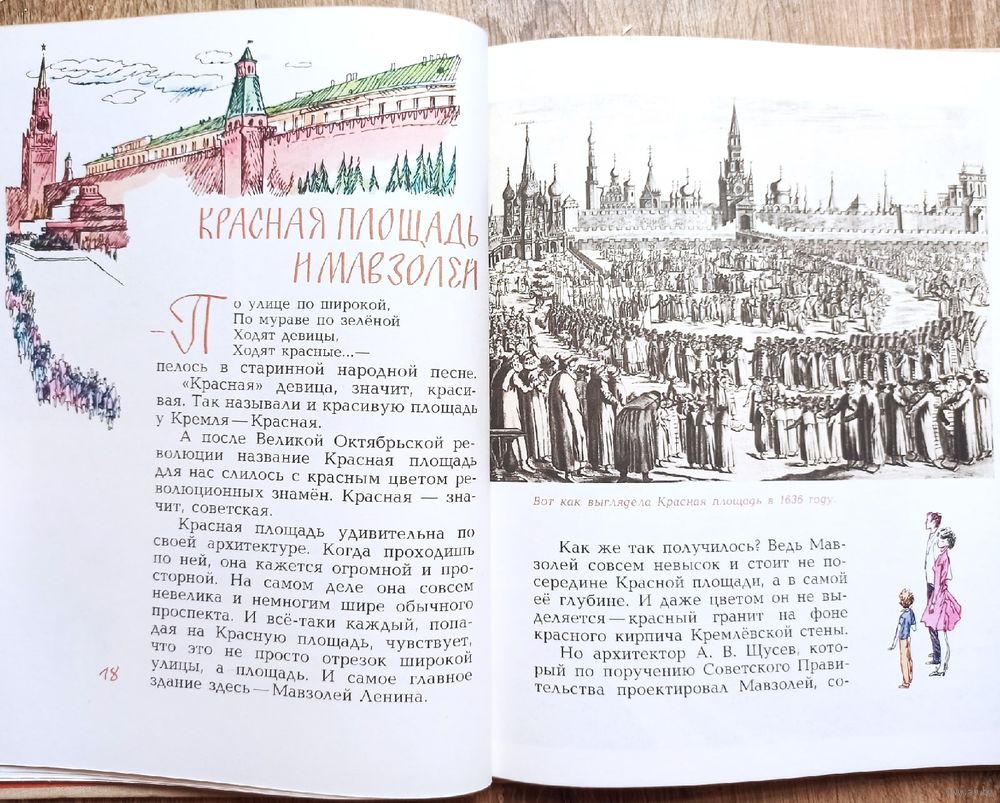 КРАСНАЯ ПЛОЩАДЬ
И МАВЗОЛЕЙ
—По улице по широкой,
По мураве по зелёной
Ходят девицы,
Ходят красные...—
пелось в старинной народной песне.
«Красная» девица, значит, краси-
вая. Так называли и красивую площадь
у Кремля—Красная.
А после Великой Октябрьской ре-
волюции название Красная площадь
для нас слилось с красным цветом ре-
волюционных знамён. Красная — зна-
чит, советская.
Красная площадь удивительна по
своей архитектуре. Когда проходишь
по ней, она кажется огромной и про-
сторной. На самом деле она совсем
невелика и немногим шире обычного
проспекта. И всё-таки каждый, попа-
дая на Красную площадь, чувствует,
что это не просто отрезок широкой
улицы, а площадь. И самое главное
здание здесь—Мавзолей Ленина.
18
Вот как выглядела Красная площадь в 1636 году.
Как же так получилось? Ведь Мав-
золей совсем невысок и стоит не по-
середине Красной площади, а в самой
её глубине. И даже цветом он не вы-
деляется—красный гранит на фоне
красного кирпича Кремлёвской стены.
Но архитектор А. В. Щусев, кото-
рый по поручению Советского Прави-
тельства проектировал Мавзолей, со-